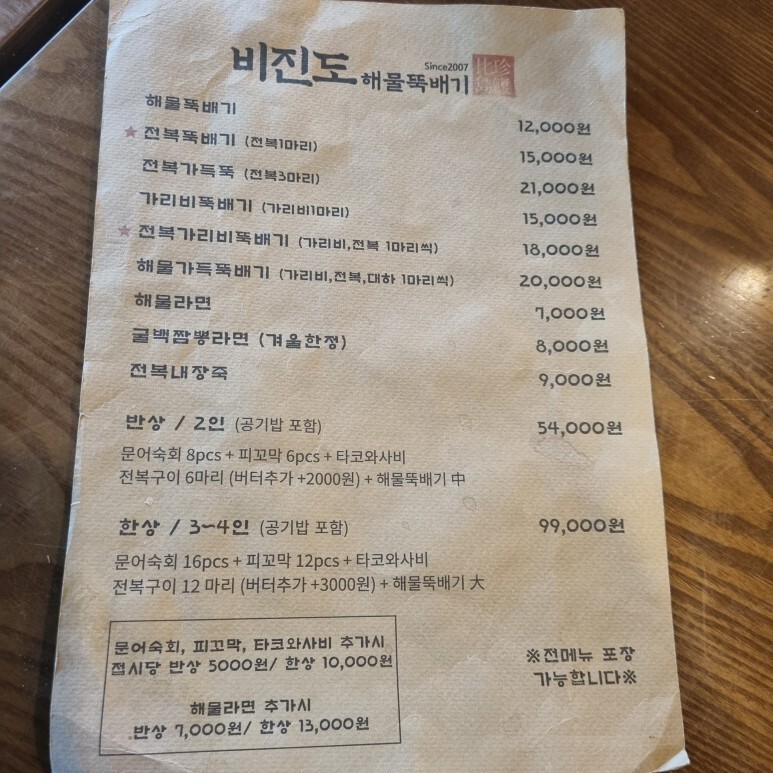 비진도 해물뚝배기 Since2007
해물뚝배기 12,000원
★ 전복뚝배기 (전복1마리) 15,000원
전복가득뚝 (전복3마리) 21,000원
가리비뚝배기 (가리비1마리) 15,000원
★ 전복가리비뚝배기 (가리비,전복 1마리씩) 18,000원
해물가득뚝배기 (가리비,전복,대하 1마리씩) 20,000원
해물라면 7,000원
굴백짬뽕라면 (겨울한정) 8,000원
전복내장죽 9,000원
반상 / 2인 (공기밥 포함) 54,000원
문어숙회 8pcs + 피꼬막 6pcs + 타코와사비
전복구이 6마리 (버터추가 +2000원) + 해물뚝배기 中
한상 / 3~4인 (공기밥 포함) 99,000원
문어숙회 16pcs + 피꼬막 12pcs + 타코와사비
전복구이 12 마리 (버터추가 +3000원) + 해물뚝배기 大
문어숙회, 피꼬막, 타코와사비 추가시
접시당 반상 5000원/ 한상 10,000원
해물라면 추가시
반상 7,000원/ 한상 13,000원
※전메뉴 포장
가능합니다※